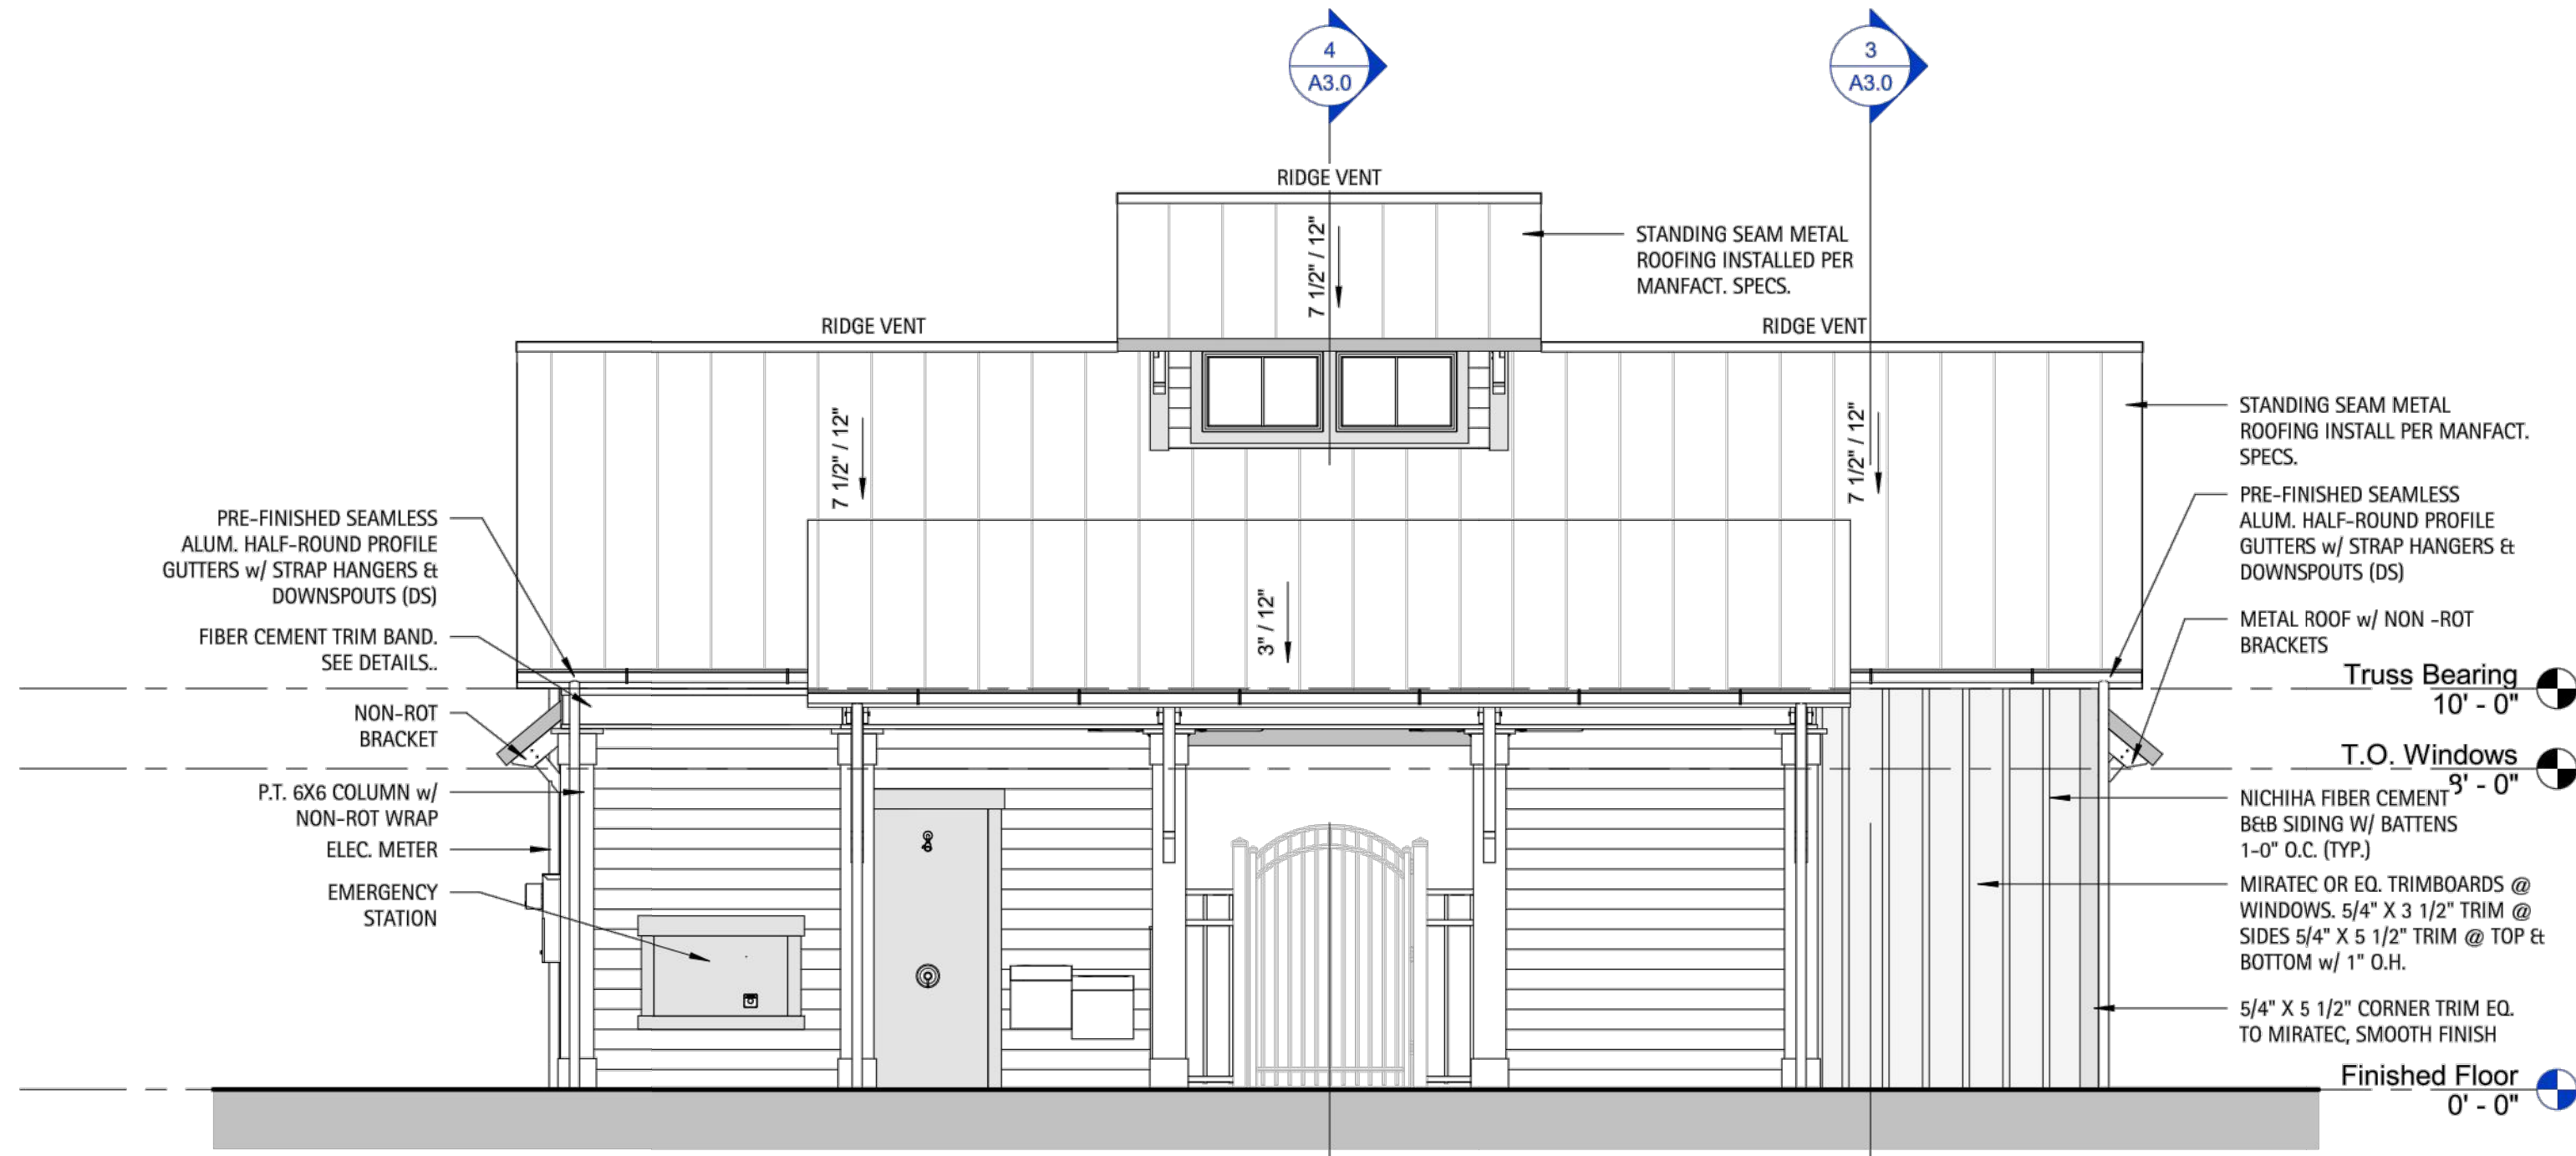 4
A3.0
3
A3.0
RIDGE VENT
7 1/2" / 12"
STANDING SEAM METAL
ROOFING INSTALLED PER
MANFACT. SPECS.
RIDGE VENT
RIDGE VENT
7 1/2" / 12"
7 1/2" / 12"
3" / 12"
PRE-FINISHED SEAMLESS
ALUM. HALF-ROUND PROFILE
GUTTERS w/ STRAP HANGERS &
DOWNSPOUTS (DS)
FIBER CEMENT TRIM BAND.
SEE DETAILS..
NON-ROT
BRACKET
P.T. 6X6 COLUMN w/
NON-ROT WRAP
ELEC. METER
EMERGENCY
STATION
STANDING SEAM METAL
ROOFING INSTALL PER MANFACT.
SPECS.
PRE-FINISHED SEAMLESS
ALUM. HALF-ROUND PROFILE
GUTTERS w/ STRAP HANGERS &
DOWNSPOUTS (DS)
METAL ROOF w/ NON -ROT
BRACKETS
Truss Bearing
10' - 0"
T.O. Windows
8' - 0"
NICHIHA FIBER CEMENT
B&B SIDING W/ BATTENS
1-0" O.C. (TYP.)
MIRATEC OR EQ. TRIMBOARDS @
WINDOWS. 5/4" X 3 1/2" TRIM @
SIDES 5/4" X 5 1/2" TRIM @ TOP &
BOTTOM w/ 1" O.H.
5/4" X 5 1/2" CORNER TRIM EQ.
TO MIRATEC, SMOOTH FINISH
Finished Floor
0' - 0"